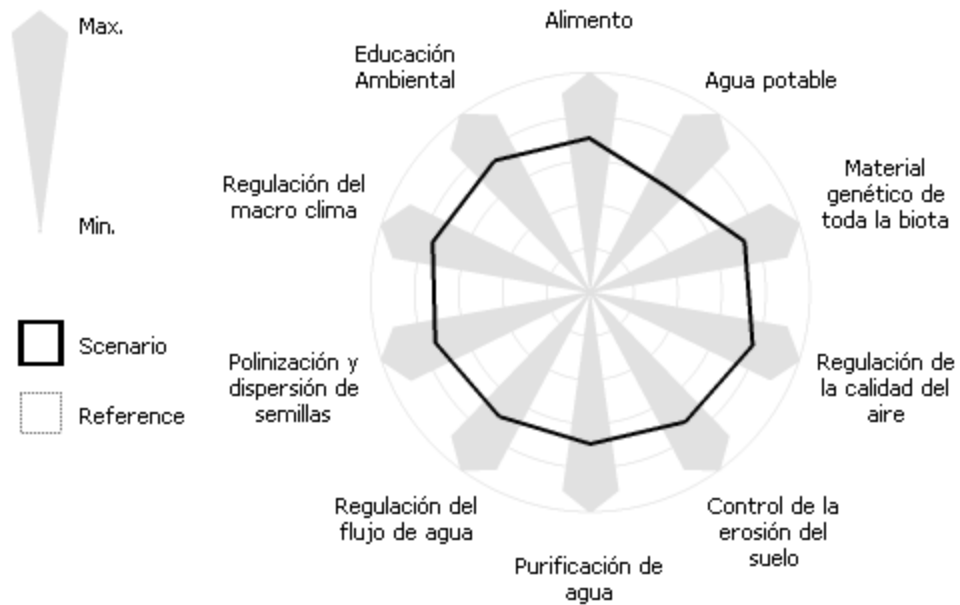 Max.
Min.
Scenario
Reference
Alimento
Agua potable
Material
genético de
toda la biota
Regulación de
la calidad del
aire
Control de la
erosión del
suelo
Purificación de
agua
Regulación del
flujo de agua
Polinización y
dispersión de
semillas
Regulación del
macro clima
Educación
Ambiental